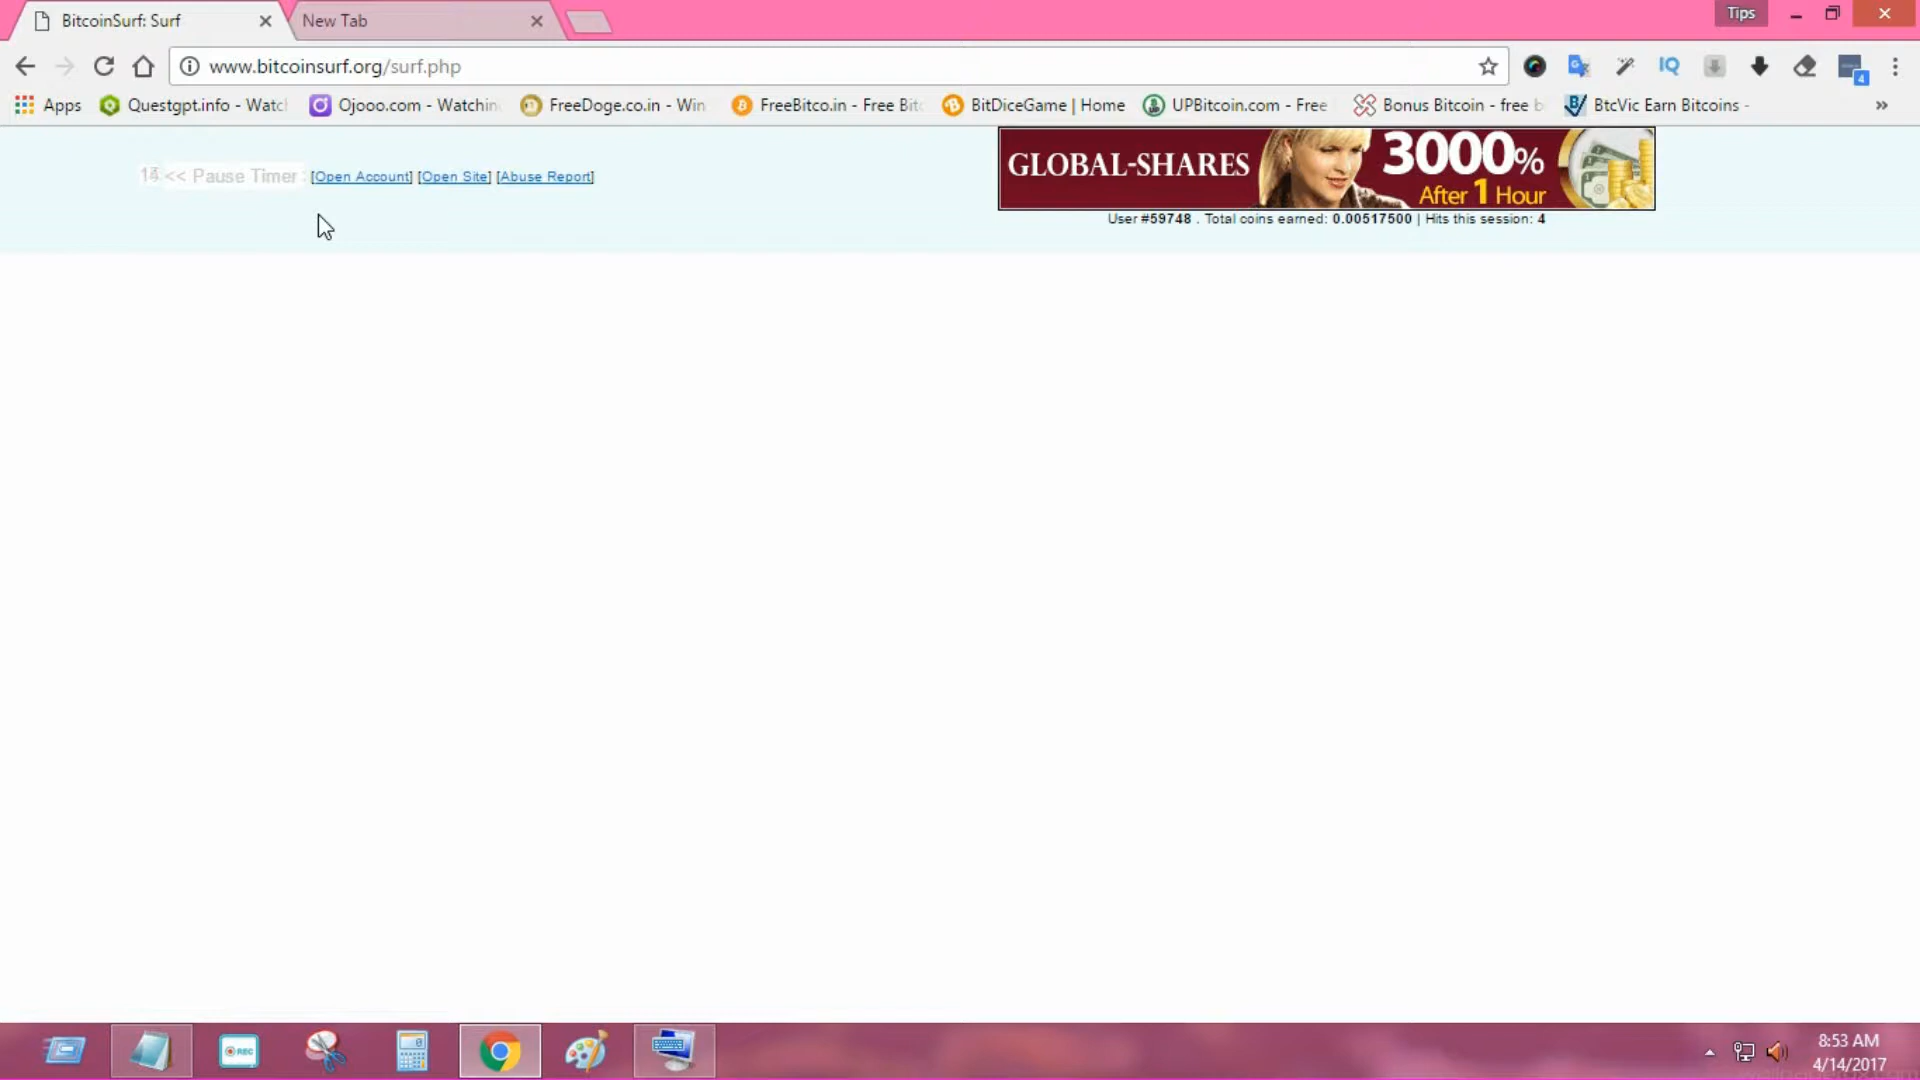 BitcoinSurf: Surf
New Tab
Tips
www.bitcoinsurf.org/surf.php
IQ
4
Apps
Questgpt.info - Watc
Ojooo.com - Watchin
FreeDoge.co.in - Win
FreeBitco.in - Free Bit
BitDiceGame | Home
UPBitcoin.com - Free
Bonus Bitcoin - free b
BtcVic Earn Bitcoins -
»
<< Pause Timer
[Open Account] [Open Site] [Abuse Report]
GLOBAL-SHARES
3000%
After 1 Hour
User #59748 . Total coins earned: 0.00517500 | Hits this session: 4
REC
8:53 AM
4/14/2017